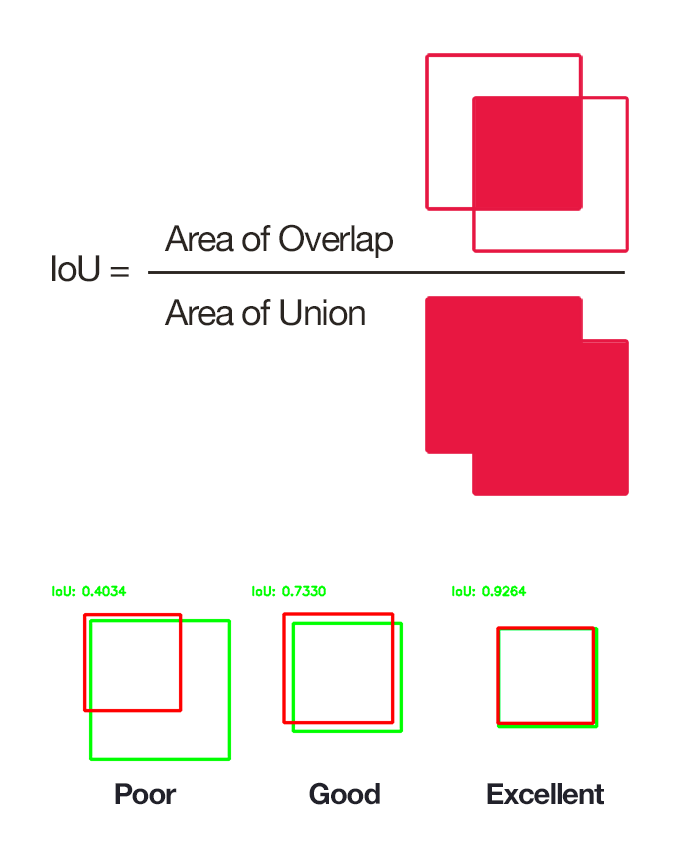 Area of Overlap
IoU =
Area of Union
IoU: 0.4034
IoU: 0.7330
IoU: 0.9264
Poor
Good
Excellent